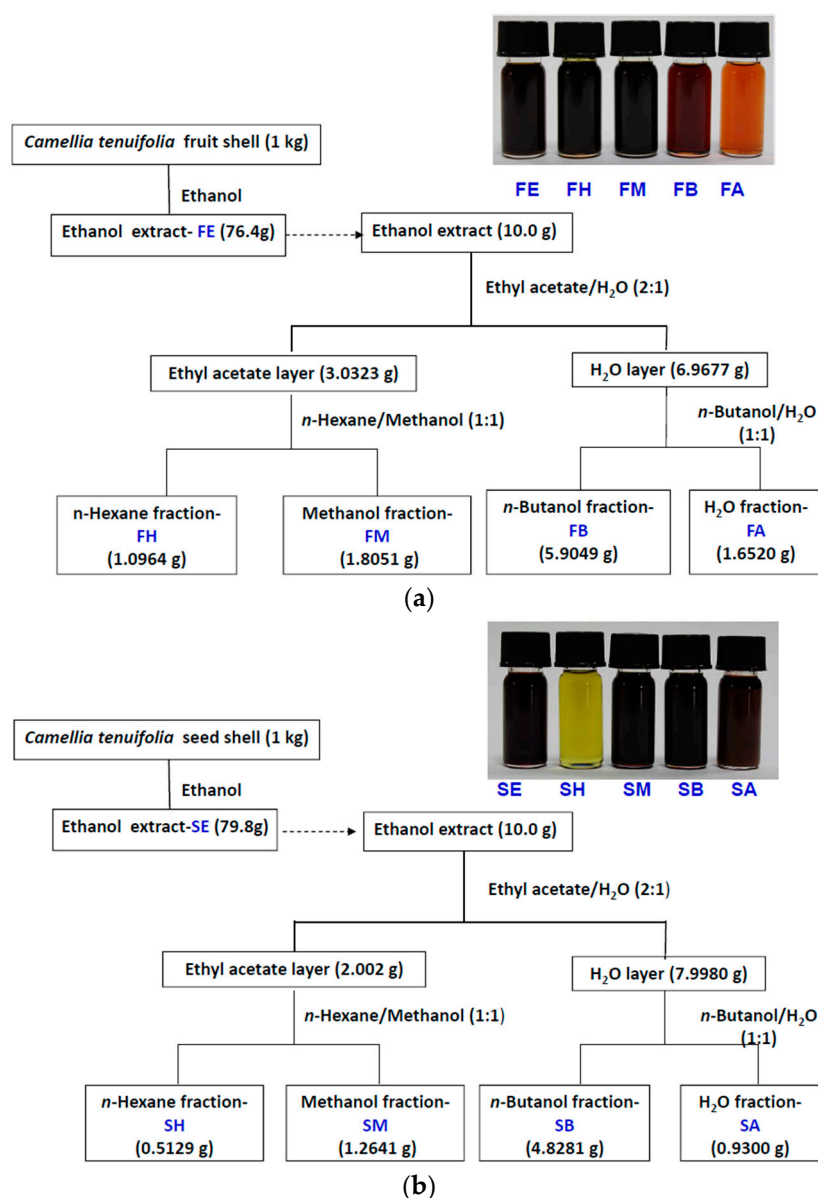 FE FH FM FB FA
Camellia tenuifolia fruit shell (1 kg)
Ethanol
Ethanol extract- FE (76.4g)
Ethanol extract (10.0 g)
Ethyl acetate/H₂O (2:1)
Ethyl acetate layer (3.0323 g)
H₂O layer (6.9677 g)
n-Hexane/Methanol (1:1)
n-Butanol/H₂O
(1:1)
n-Hexane fraction-
FH
(1.0964 g)
Methanol fraction-
FM
(1.8051 g)
n-Butanol fraction-
FB
(5.9049 g)
H₂O fraction-
FA
(1.6520 g)
(a)
SE SH SM SB SA
Camellia tenuifolia seed shell (1 kg)
Ethanol
Ethanol extract-SE (79.8g)
Ethanol extract (10.0 g)
Ethyl acetate/H₂O (2:1)
Ethyl acetate layer (2.002 g)
H₂O layer (7.9980 g)
n-Hexane/Methanol (1:1)
n-Butanol/H₂O
(1:1)
n-Hexane fraction-
SH
(0.5129 g)
Methanol fraction-
SM
(1.2641 g)
n-Butanol fraction-
SB
(4.8281 g)
H₂O fraction-
SA
(0.9300 g)
(b)